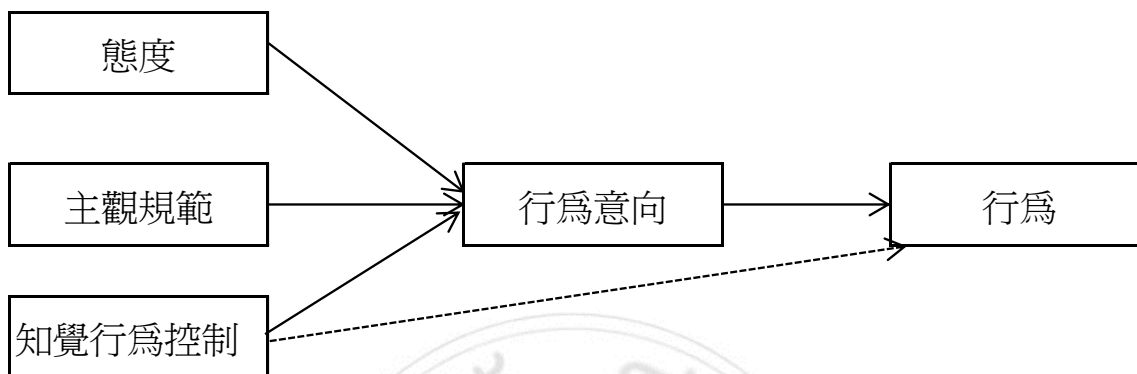 態度
主觀規範
行爲意向
行爲
知覺行爲控制